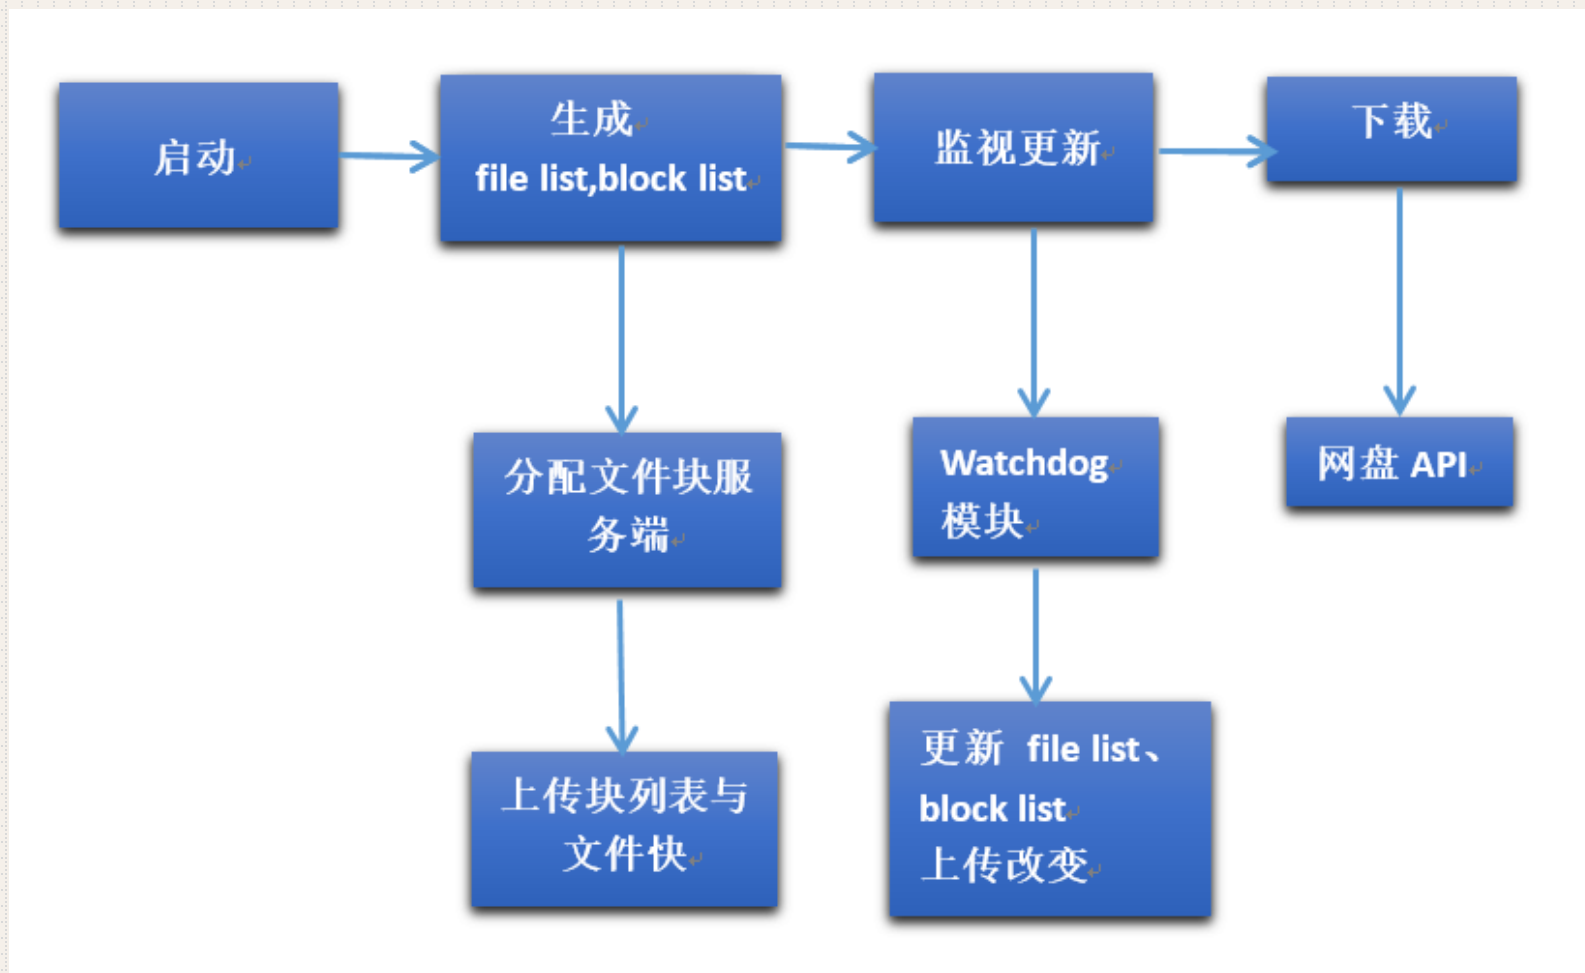 启动
生成
file list,block list
监视更新
下载
分配文件块服
务端
Watchdog
模块
网盘 API
上传块列表与
文件快
更新 file list、
block list
上传改变